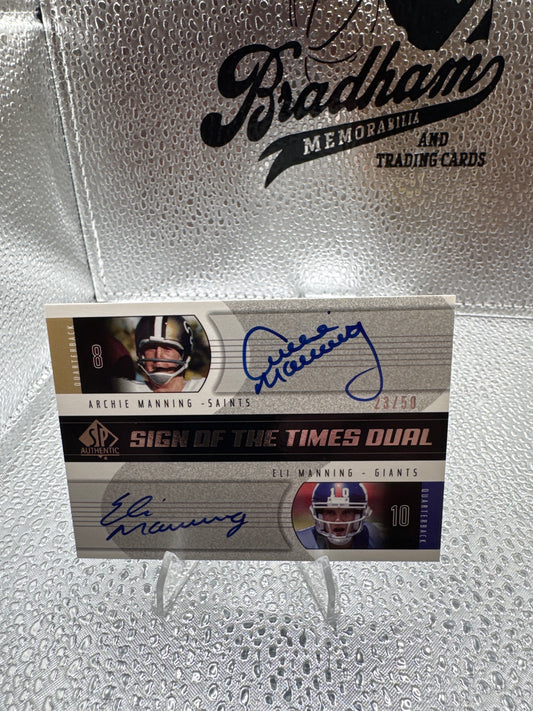 Bradham
MEMORABILIA
AND
TRADING CARDS
QUARTERBACK
8
Archie Manning
23/50
ARCHIE MANNING - SAINTS
SP
AUTHENTIC
SIGN OF THE TIMES DUAL
ELI MANNING - GIANTS
Eli
Manning
10
10
QUARTERBACK